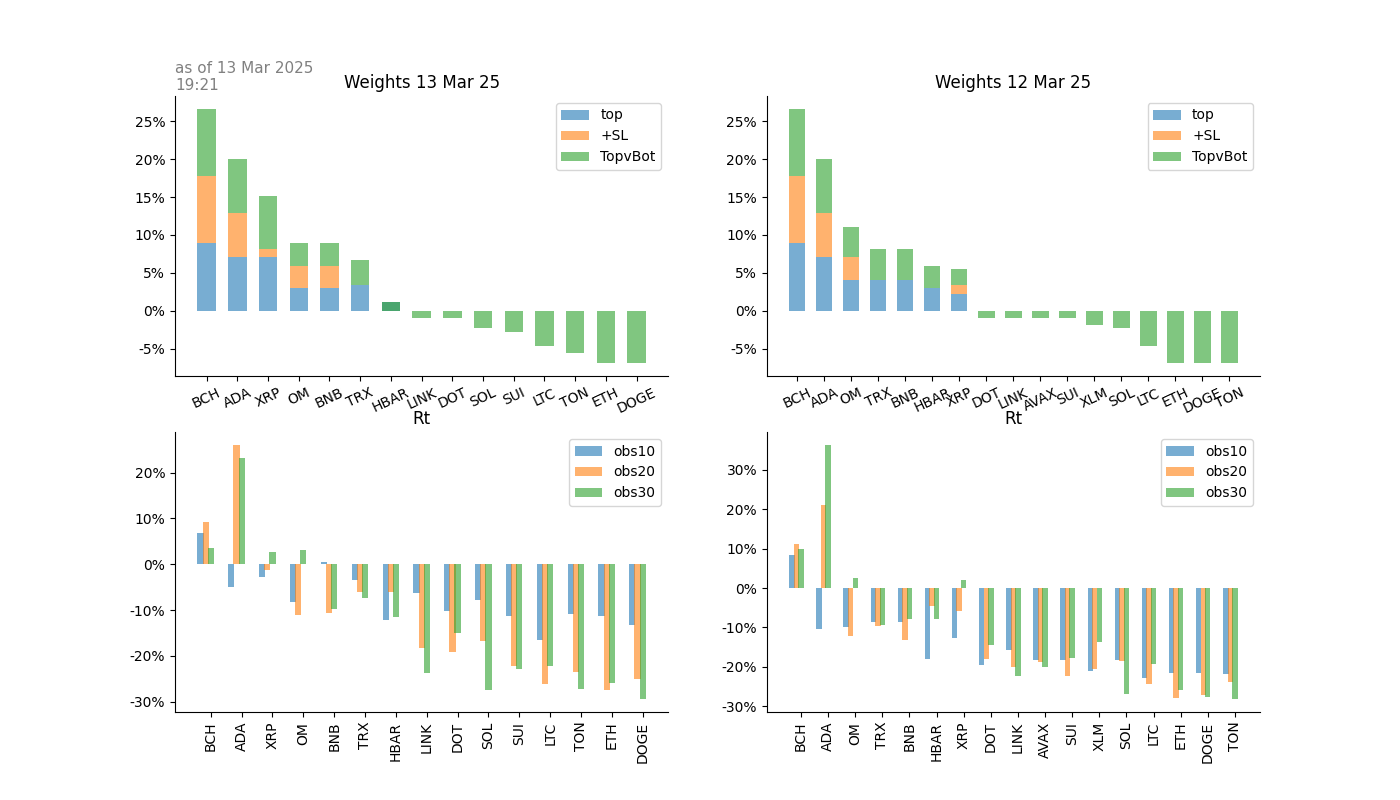 as of 13 Mar 2025
19:21
Weights 13 Mar 25
25%
20%
15%
10%
5%
0%
-5%
top
+SL
TopvBot
BCH ADA XRP OM BNB TRX HBAR LINK DOT SOL SUI LTC TON ETH DOGE
Weights 12 Mar 25
25%
20%
15%
10%
5%
0%
-5%
top
+SL
TopvBot
BCH ADA OM TRX BNB HBAR XRP DOT LINK AVAX SUI XLM SOL LTC ETH DOGE TON
Rt
20%
10%
0%
-10%
-20%
-30%
obs10
obs20
obs30
BCH ADA XRP OM BNB TRX HBAR LINK DOT SOL SUI LTC TON ETH DOGE
Rt
30%
20%
10%
0%
-10%
-20%
-30%
obs10
obs20
obs30
BCH ADA OM TRX BNB HBAR XRP DOT LINK AVAX SUI XLM SOL LTC ETH DOGE TON